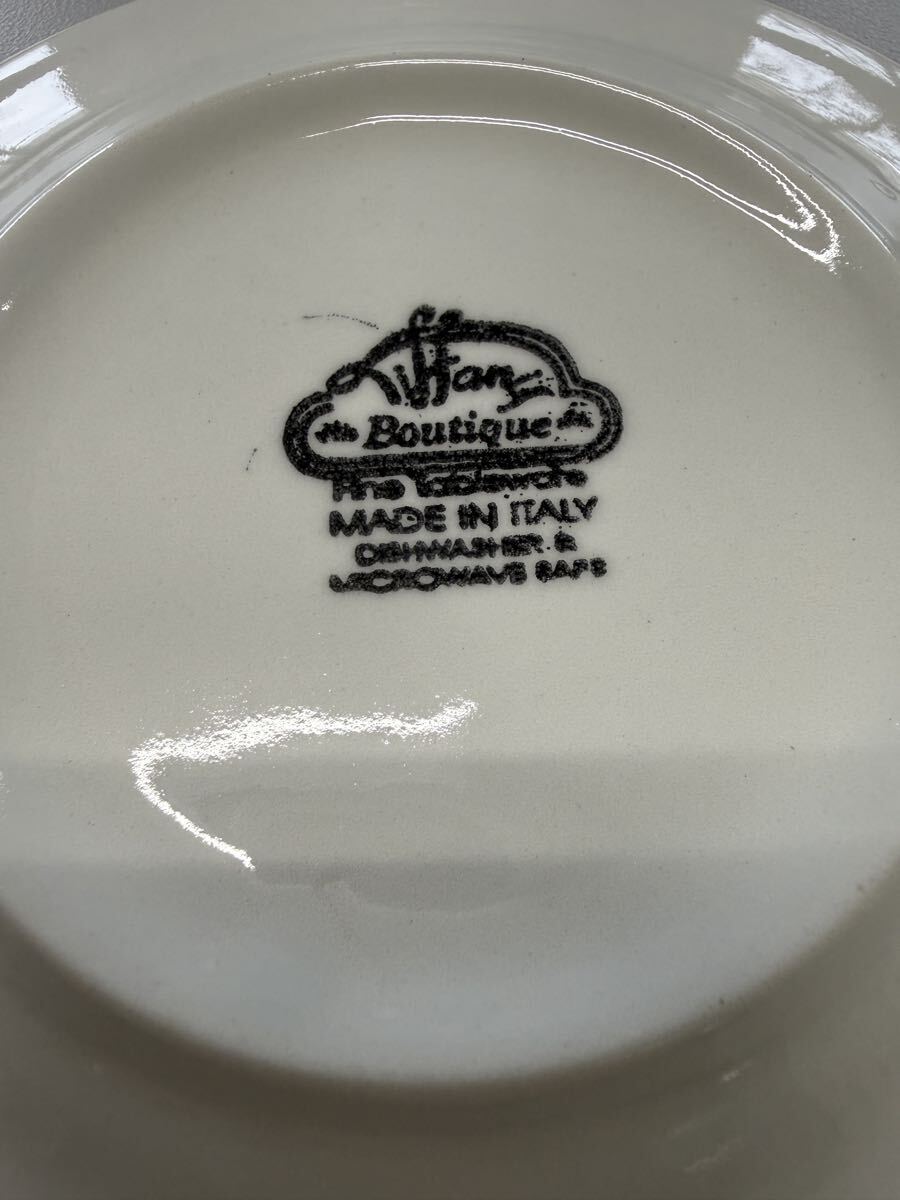 Tiffany
Boutique
Fine Tableware
MADE IN ITALY
DISHWASHER &
MICROWAVE SAFE